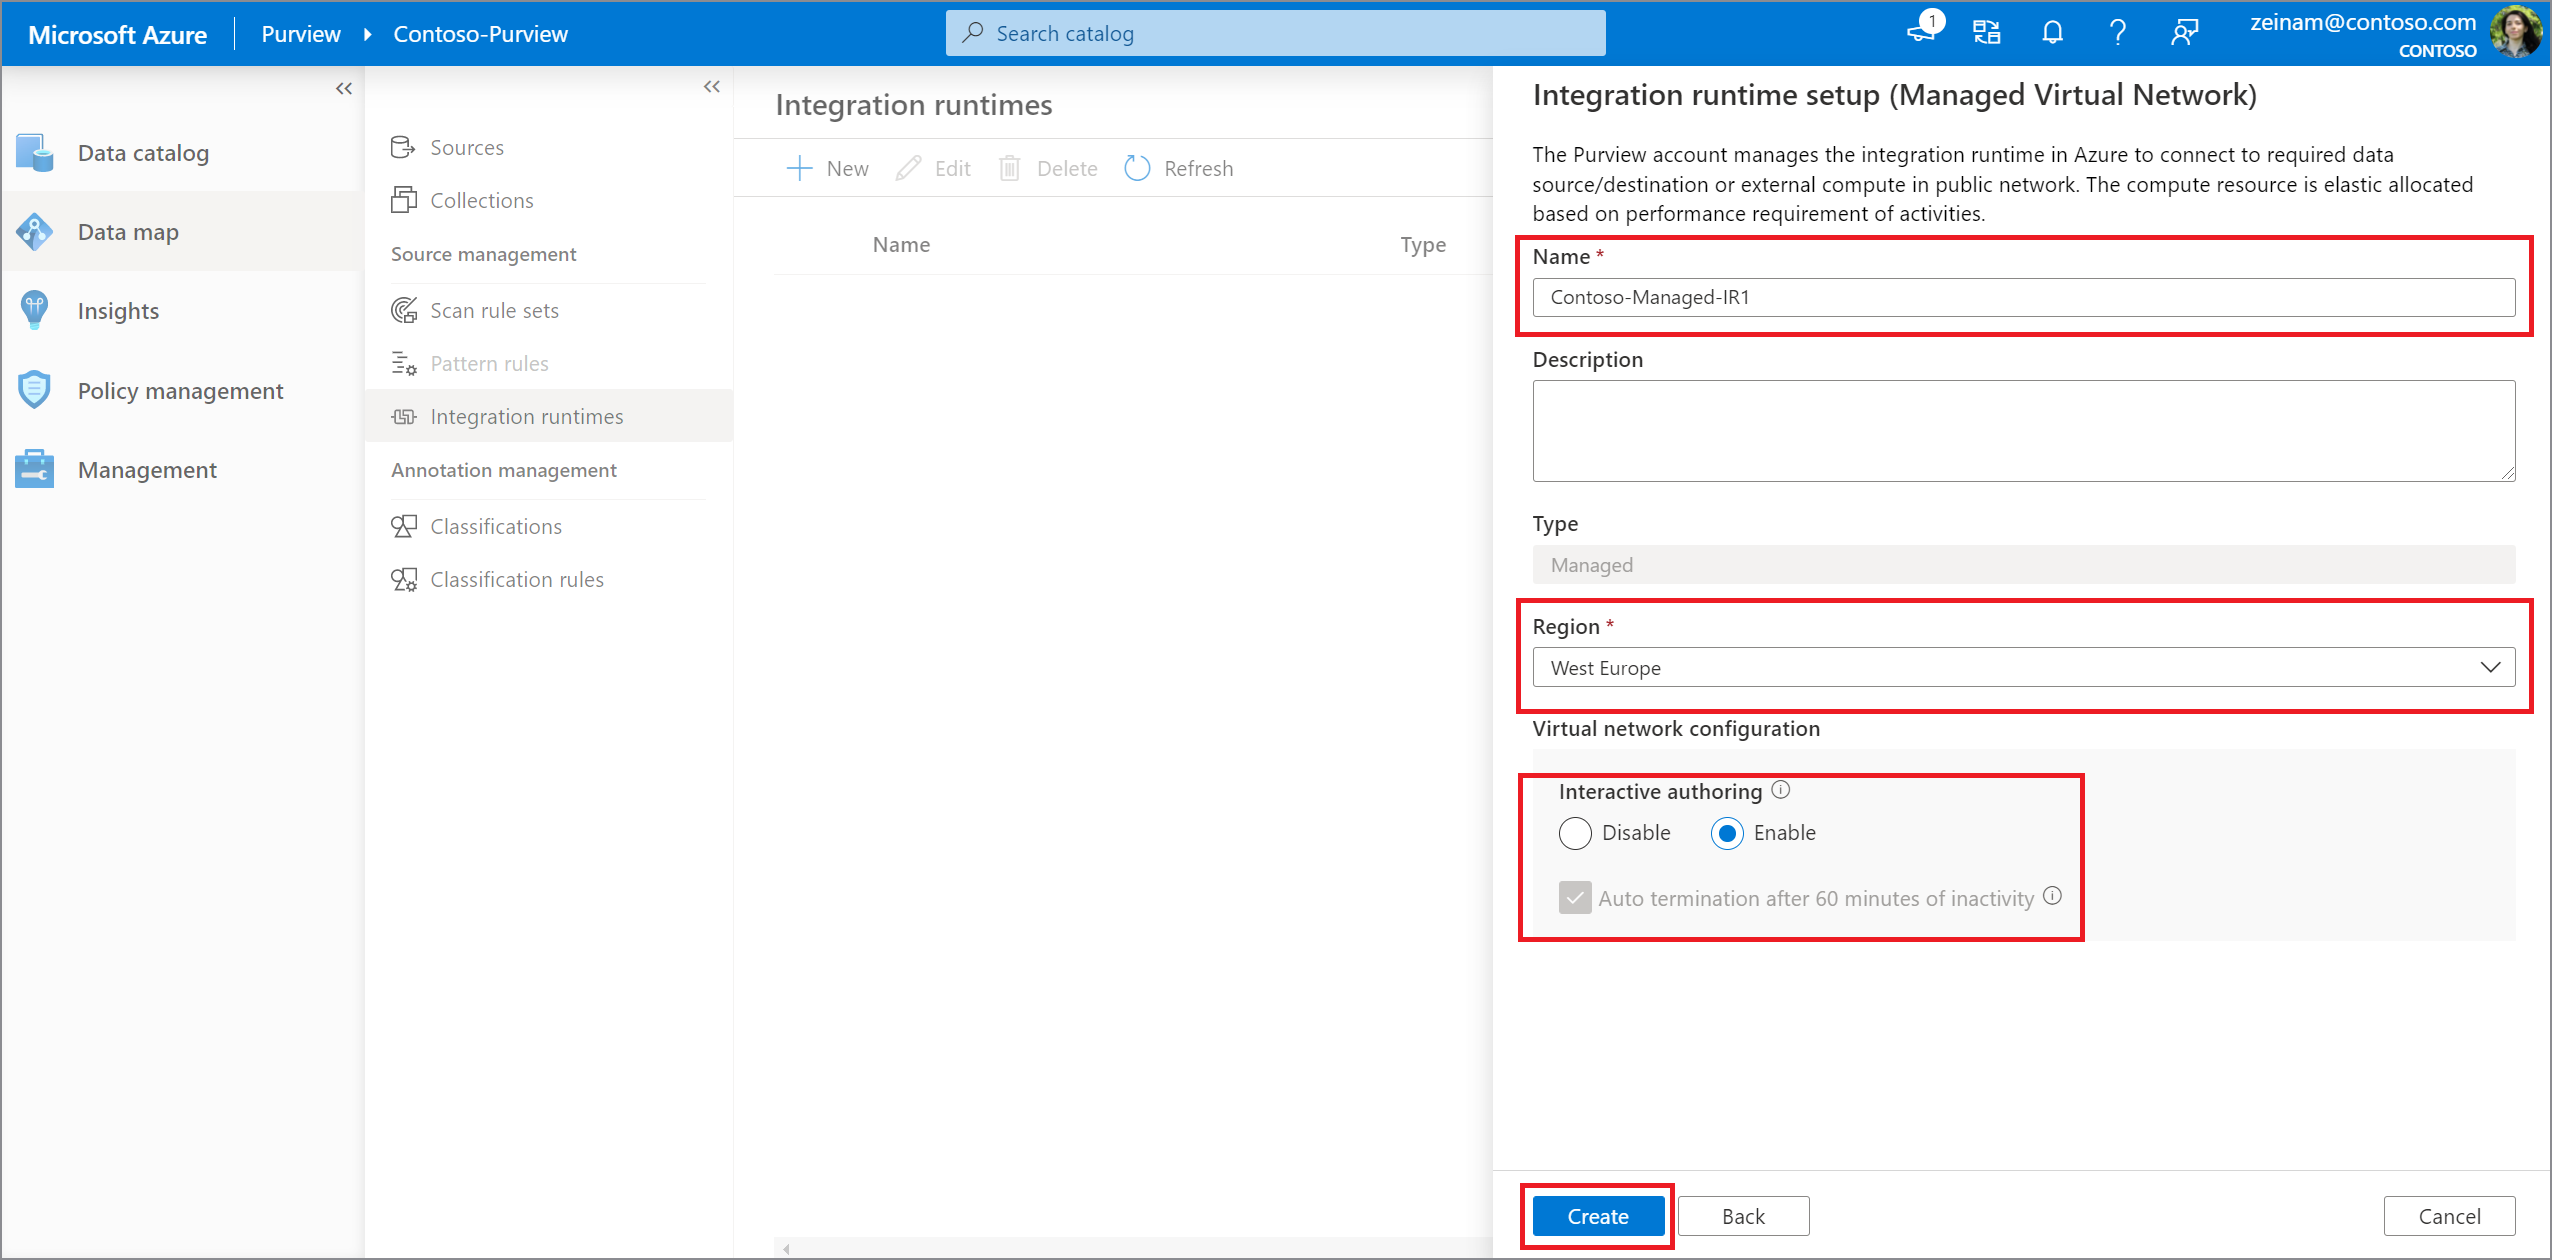 Microsoft Azure
Purview
Contoso-Purview
Search catalog
1
zeinam@contoso.com
CONTOSO
Data catalog
Data map
Insights
Policy management
Management
Sources
Collections
Source management
Scan rule sets
Pattern rules
Integration runtimes
Annotation management
Classifications
Classification rules
Integration runtimes
New
Edit
Delete
Refresh
Name
Type
Integration runtime setup (Managed Virtual Network)
The Purview account manages the integration runtime in Azure to connect to required data
source/destination or external compute in public network. The compute resource is elastic allocated
based on performance requirement of activities.
Name *
Contoso-Managed-IR1
Description
Type
Managed
Region *
West Europe
Virtual network configuration
Interactive authoring
Disable
Enable
Auto termination after 60 minutes of inactivity
Create
Back
Cancel